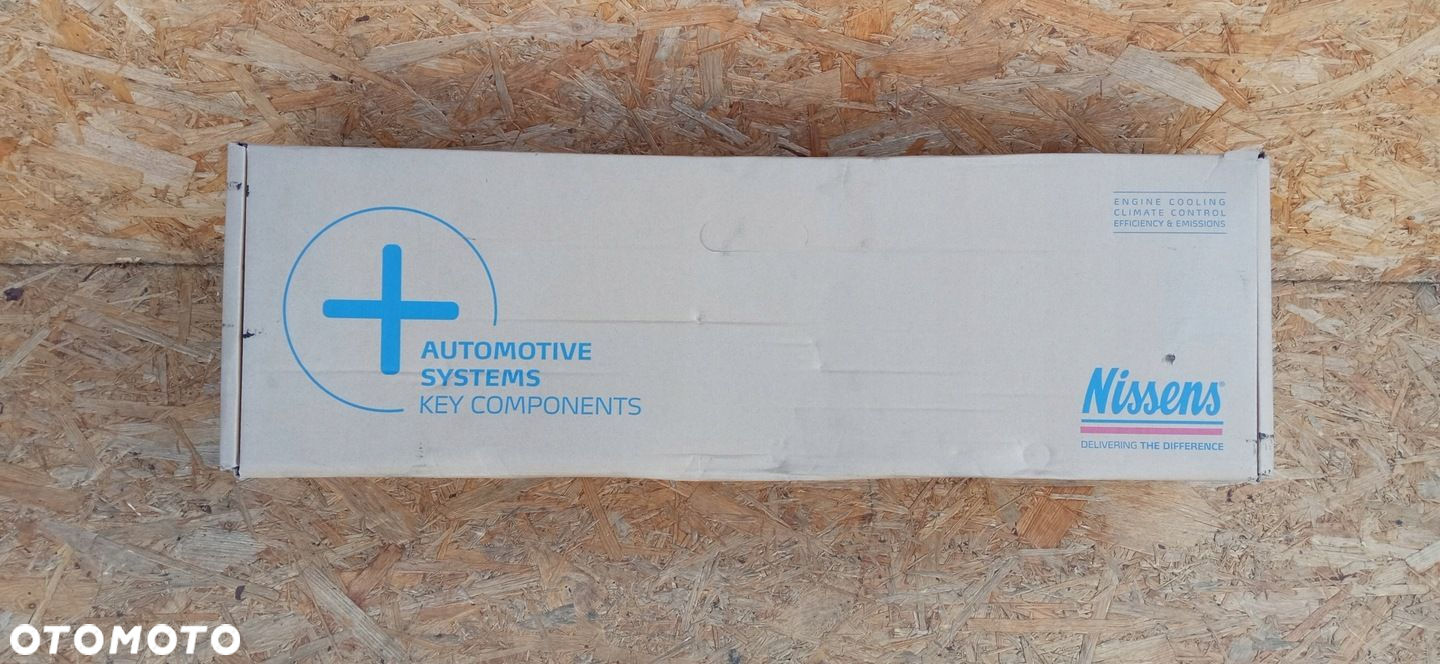 ENGINE COOLING
CLIMATE CONTROL
EFFICIENCY & EMISSIONS
AUTOMOTIVE
SYSTEMS
KEY COMPONENTS
Nissens®
DELIVERING THE DIFFERENCE
OTOMOTO